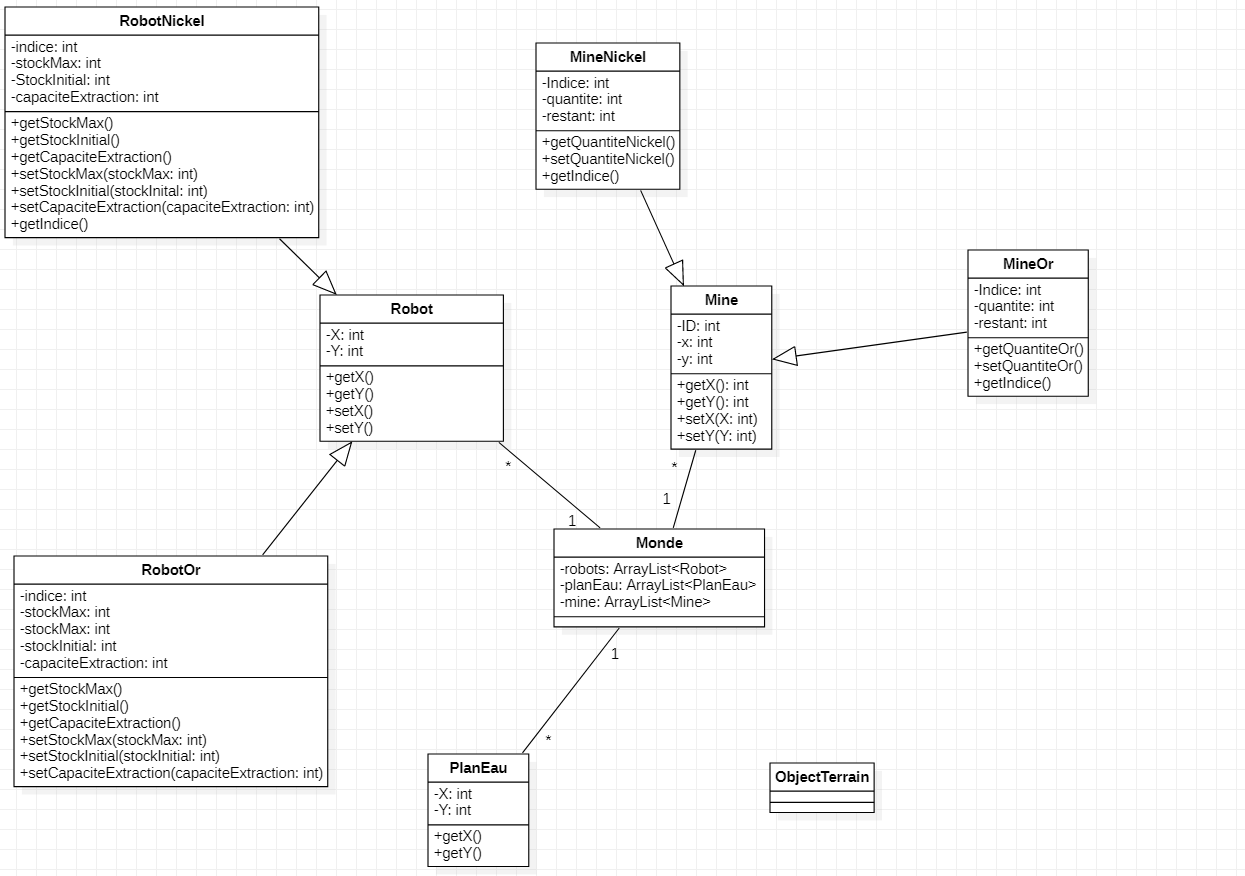 RobotNickel
-indice: int
-stockMax: int
-StockInitial: int
-capaciteExtraction: int
+getStockMax()
+getStockInitial()
+getCapaciteExtraction()
+setStockMax(stockMax: int)
+setStockInitial(stockInital: int)
+setCapaciteExtraction(capaciteExtraction: int)
+getIndice()
MineNickel
-Indice: int
-quantite: int
-restant: int
+getQuantiteNickel()
+setQuantiteNickel()
+getIndice()
MineOr
-Indice: int
-quantite: int
-restant: int
+getQuantiteOr()
+setQuantiteOr()
+getIndice()
Robot
-X: int
-Y: int
+getX()
+getY()
+setX()
+setY()
Mine
-ID: int
-x: int
-y: int
+getX(): int
+getY(): int
+setX(X: int)
+setY(Y: int)
*
1
*
1
Monde
-robots: ArrayList<Robot>
-planEau: ArrayList<PlanEau>
-mine: ArrayList<Mine>
1
*
RobotOr
-indice: int
-stockMax: int
-stockMax: int
-stockInitial: int
-capaciteExtraction: int
+getStockMax()
+getStockInitial()
+getCapaciteExtraction()
+setStockMax(stockMax: int)
+setStockInitial(stockInitial: int)
+setCapaciteExtraction(capaciteExtraction: int)
PlanEau
-X: int
-Y: int
+getX()
+getY()
ObjectTerrain